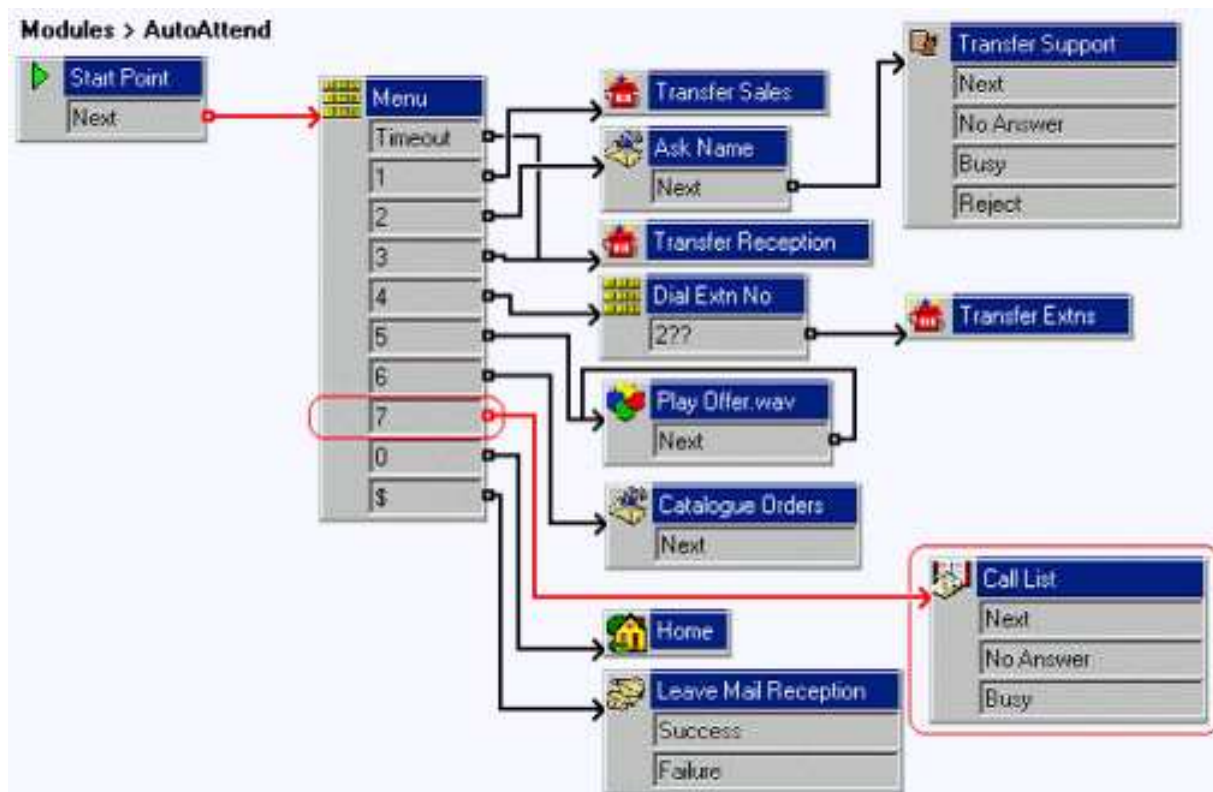 Modules > AutoAttend
Start Point
Next
Menu
Timeout
1
2
3
4
5
6
7
0
$
Transfer Sales
Ask Name
Next
Transfer Reception
Dial Extn No
2??
Play Offer.wav
Next
Catalogue Orders
Next
Home
Leave Mail Reception
Success
Failure
Transfer Support
Next
No Answer
Busy
Reject
Transfer Extns
Call List
Next
No Answer
Busy